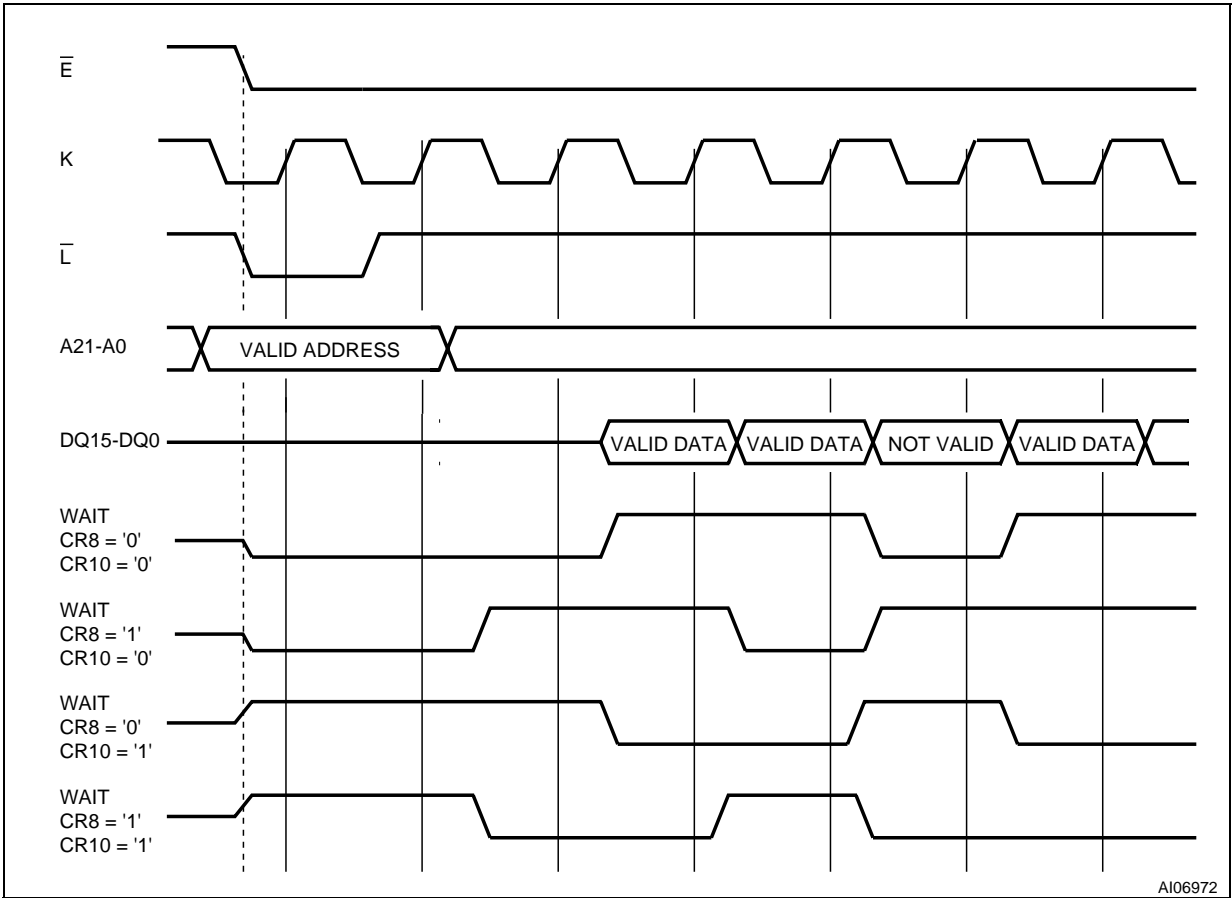 E
K
L
A21-A0
VALID ADDRESS
DQ15-DQ0
VALID DATA
VALID DATA
NOT VALID
VALID DATA
WAIT
CR8 = '0'
CR10 = '0'
WAIT
CR8 = '1'
CR10 = '0'
WAIT
CR8 = '0'
CR10 = '1'
WAIT
CR8 = '1'
CR10 = '1'
AI06972